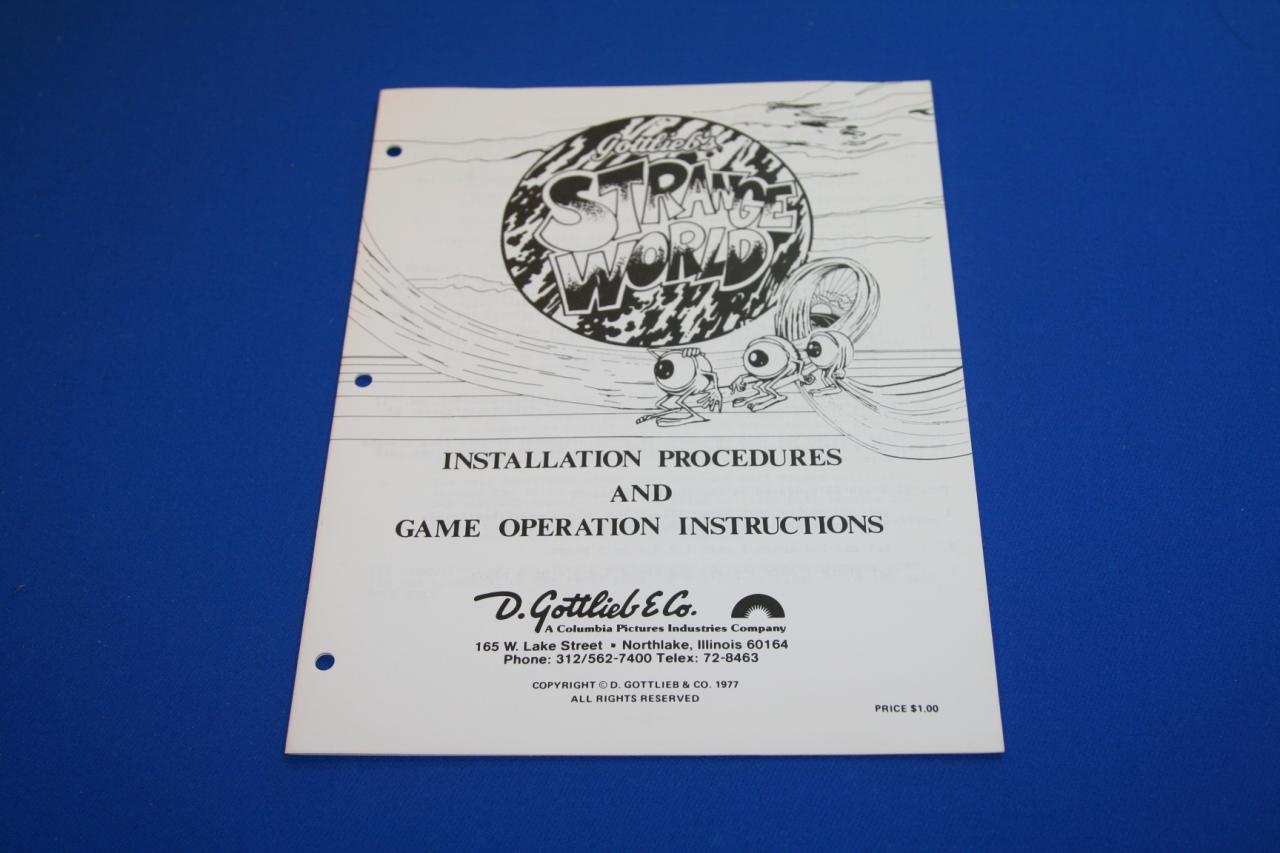 Gottlieb's
STRANGE
WORLD
INSTALLATION PROCEDURES
AND
GAME OPERATION INSTRUCTIONS
D. Gottlieb & Co.
A Columbia Pictures Industries Company
165 W. Lake Street ▪ Northlake, Illinois 60164
Phone: 312/562-7400 Telex: 72-8463
COPYRIGHT © D. GOTTLIEB & CO. 1977
ALL RIGHTS RESERVED
PRICE $1.00